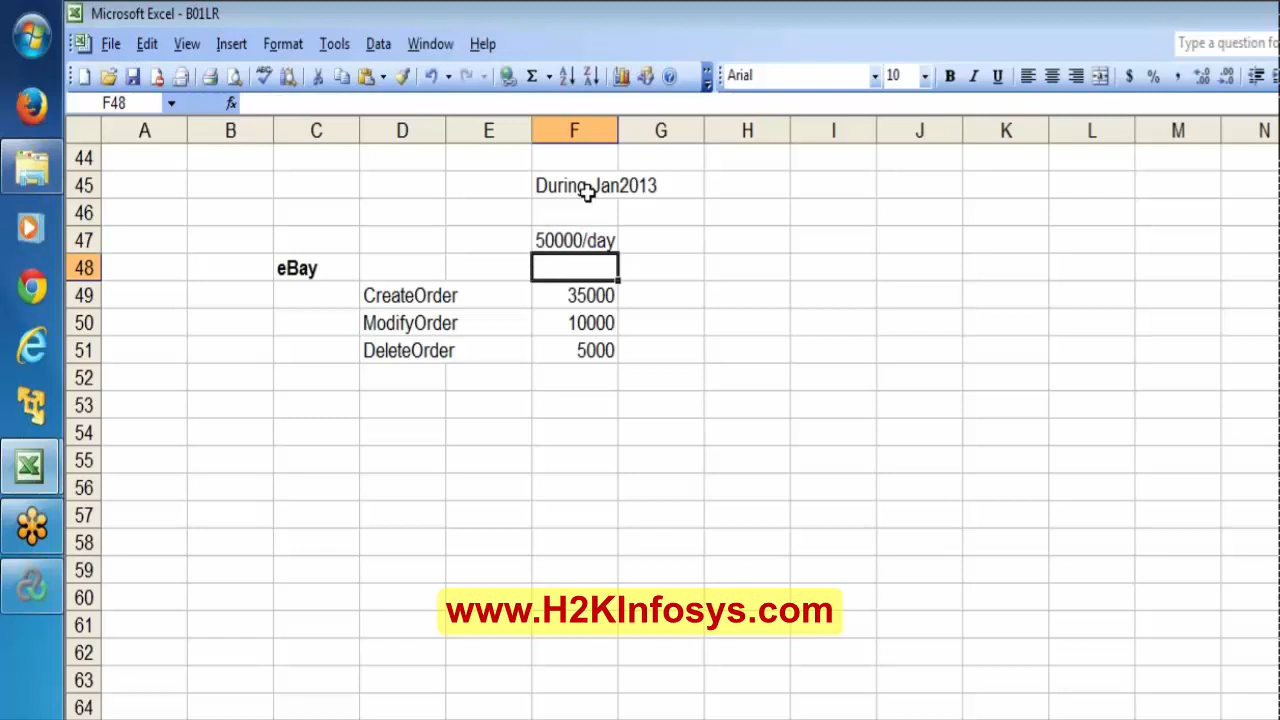 Microsoft Excel - B01LR
File Edit View Insert Format Tools Data Window Help Type a question fo
Arial 10 B I U $ % ,
F48 fx
A B C D E F G H I J K L M N
44
45 During Jan2013
46
47 50000/day
48 eBay
49 CreateOrder 35000
50 ModifyOrder 10000
51 DeleteOrder 5000
52
53
54
55
56
57
58
59
60
www.H2KInfosys.com
61
62
63
64